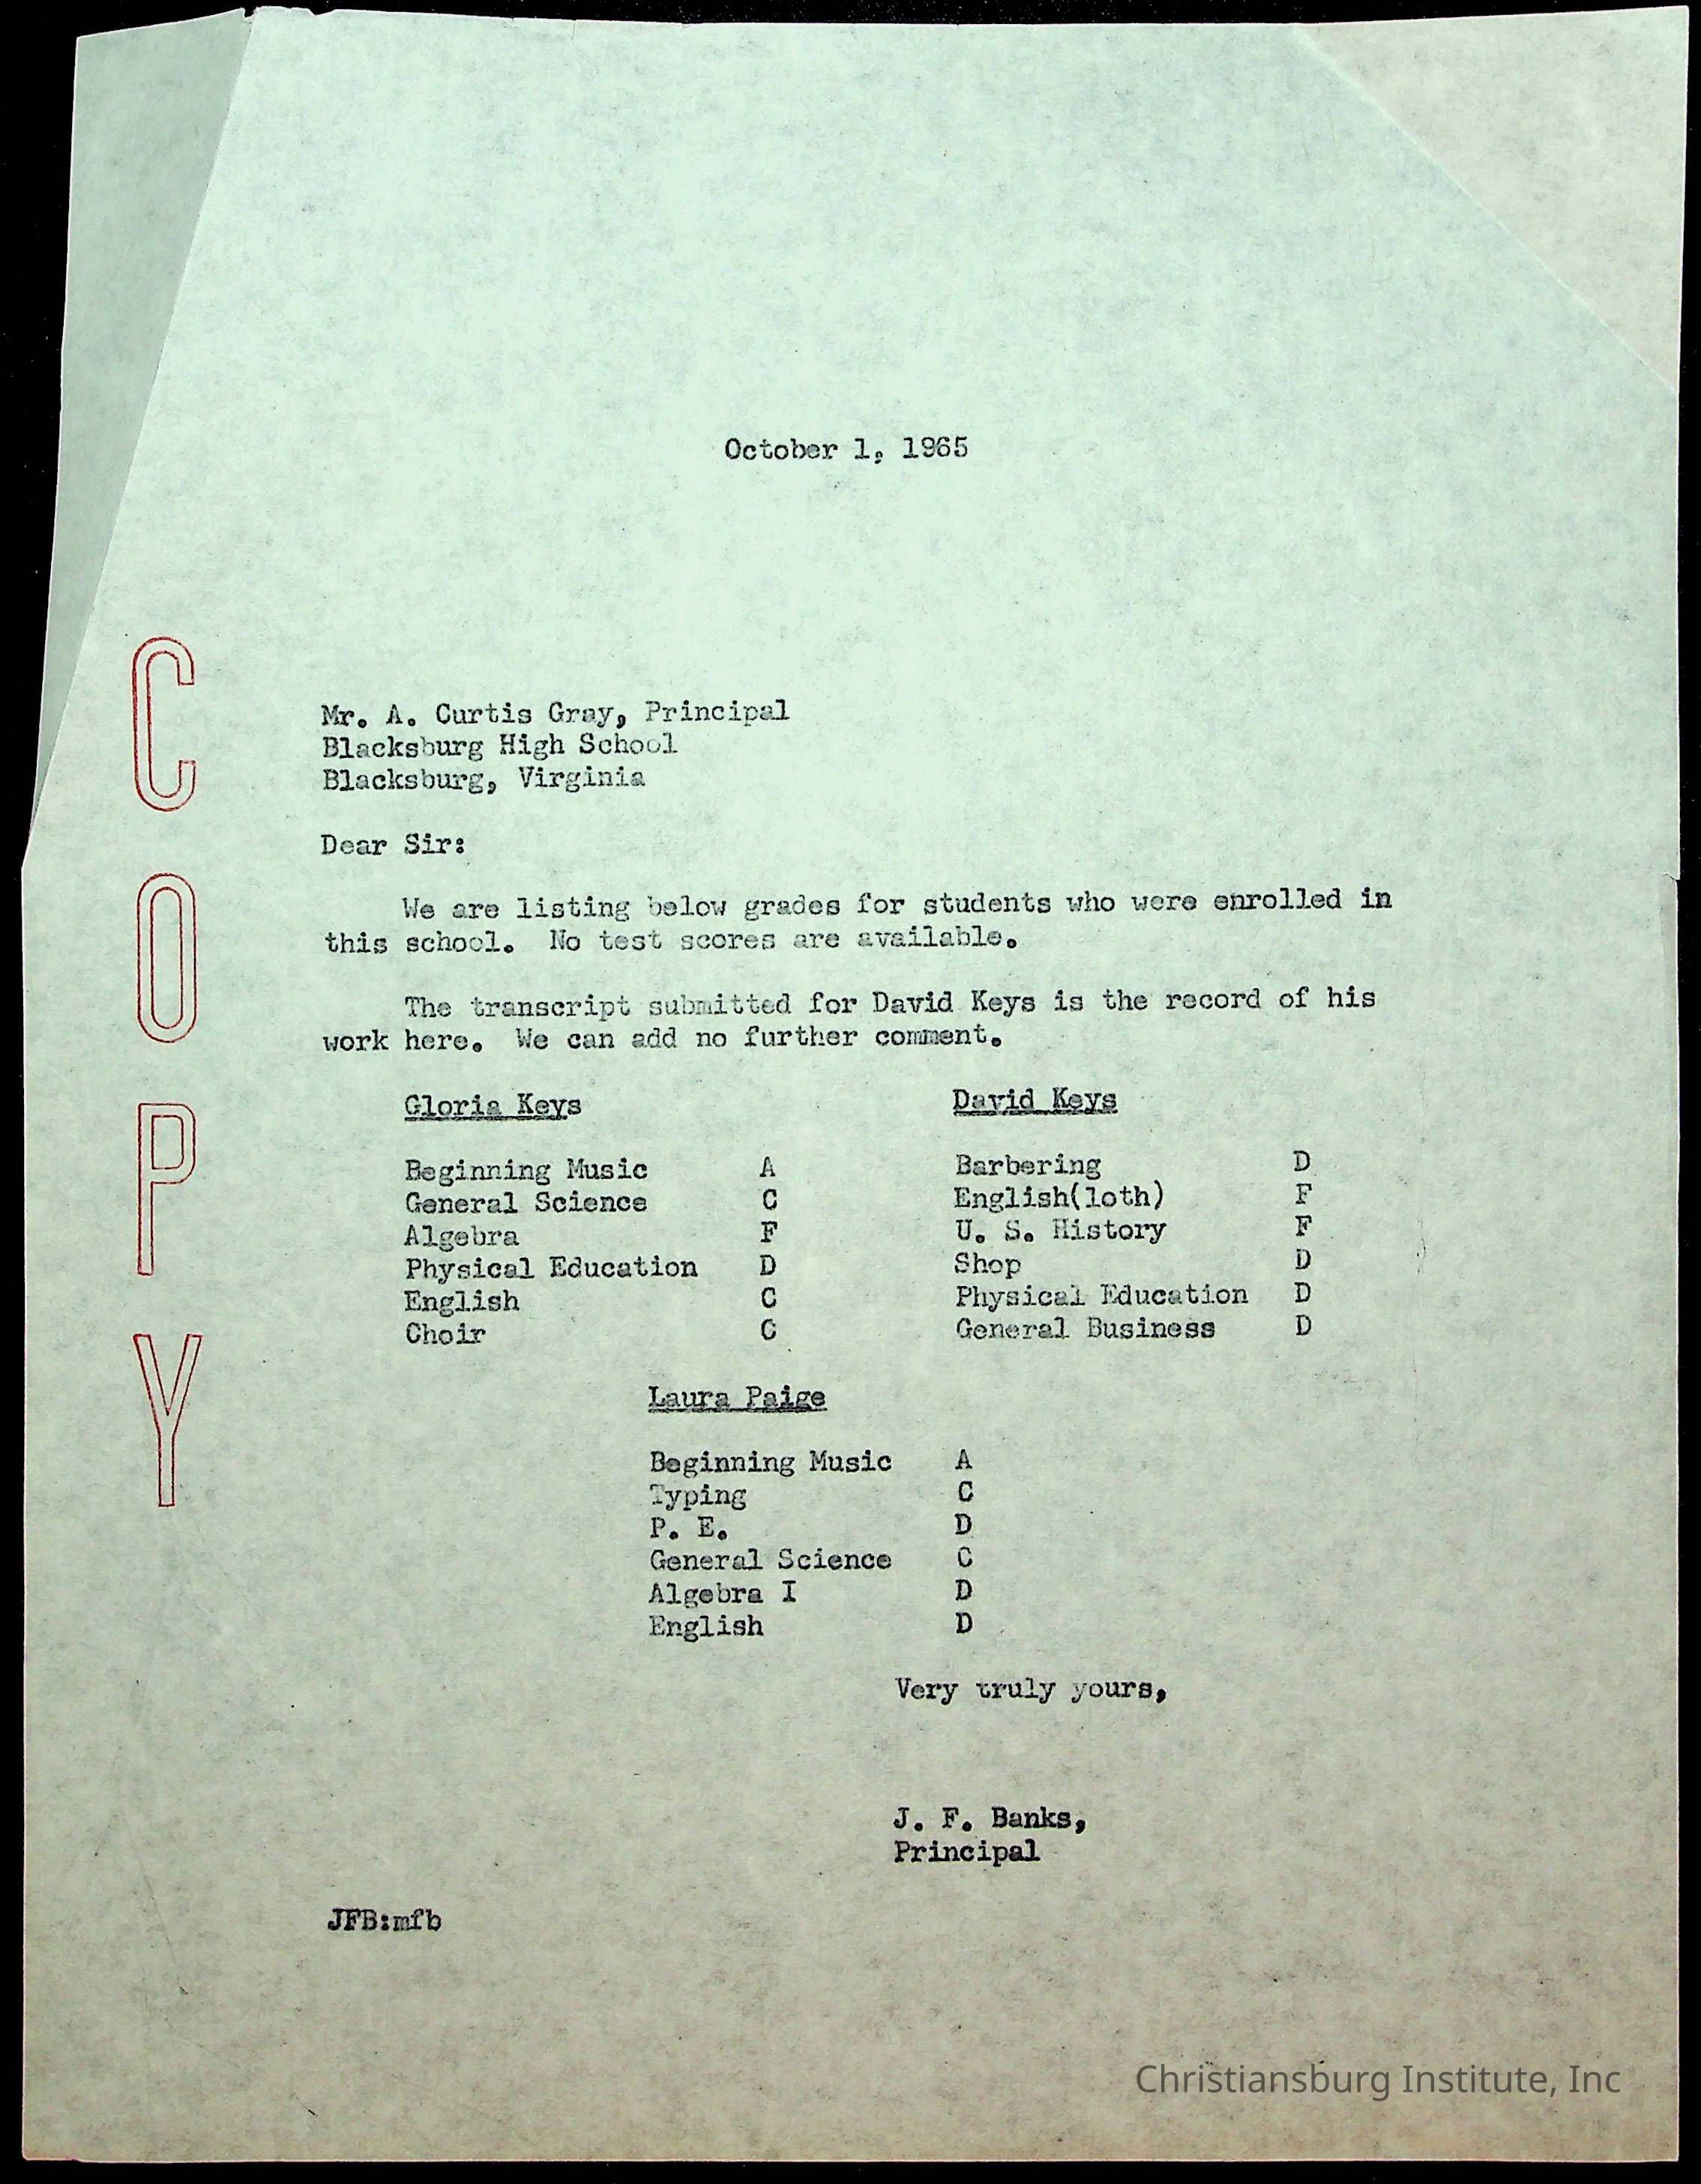 October 1, 1965
COPY
Mr. A. Curtis Gray, Principal
Blacksburg High School
Blacksburg, Virginia
Dear Sir:
We are listing below grades for students who were enrolled in
this school. No test scores are available.
The transcript submitted for David Keys is the record of his
work here. We can add no further comment.
Gloria Keys
Beginning Music A
General Science C
Algebra F
Physical Education D
English C
Choir C
David Keys
Barbering D
English(loth) F
U. S. History F
Shop D
Physical Education D
General Business D
Laura Paige
Beginning Music A
Typing C
P. E. D
General Science C
Algebra I D
English D
Very truly yours,
J. F. Banks,
Principal
JFB:mfb
Christiansburg Institute, Inc